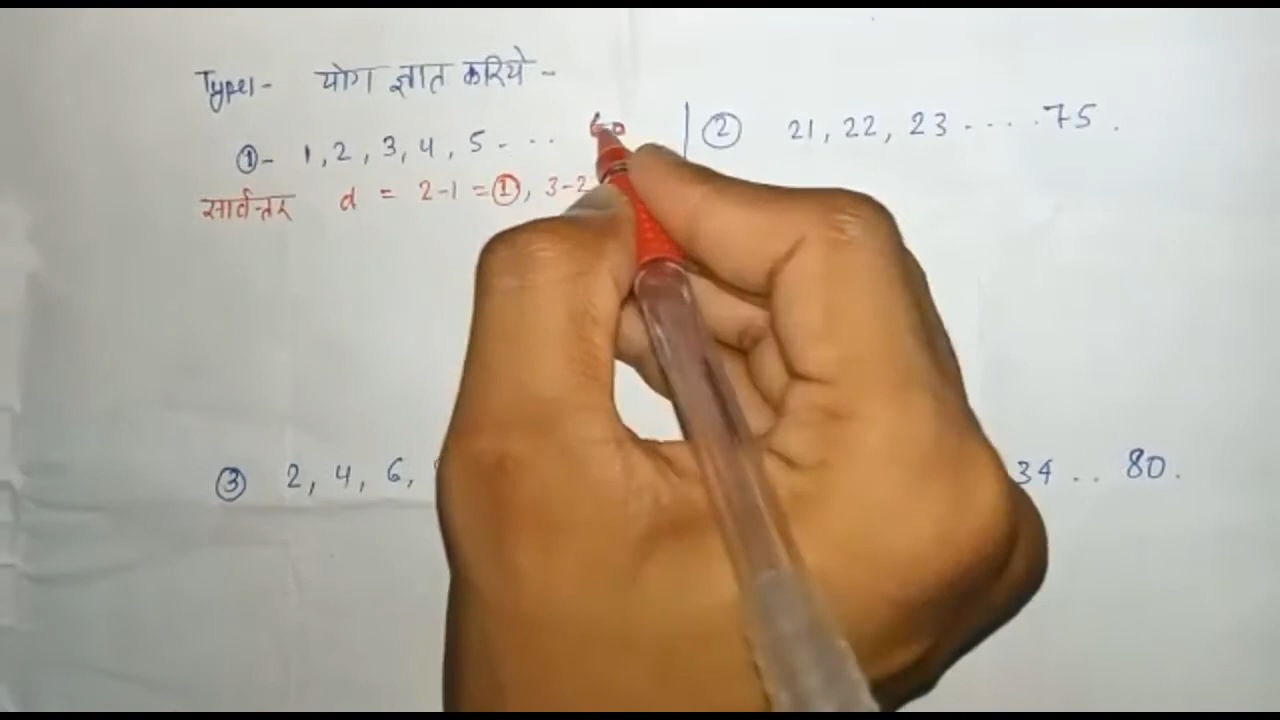 Type1- योग ज्ञात करिये -
①- 1, 2, 3, 4, 5 - - -
② 21, 22, 23 . . . . . 75 .
सार्वन्तर d = 2-1 = ①, 3-2
③ 2, 4, 6,
34 . . 80 .